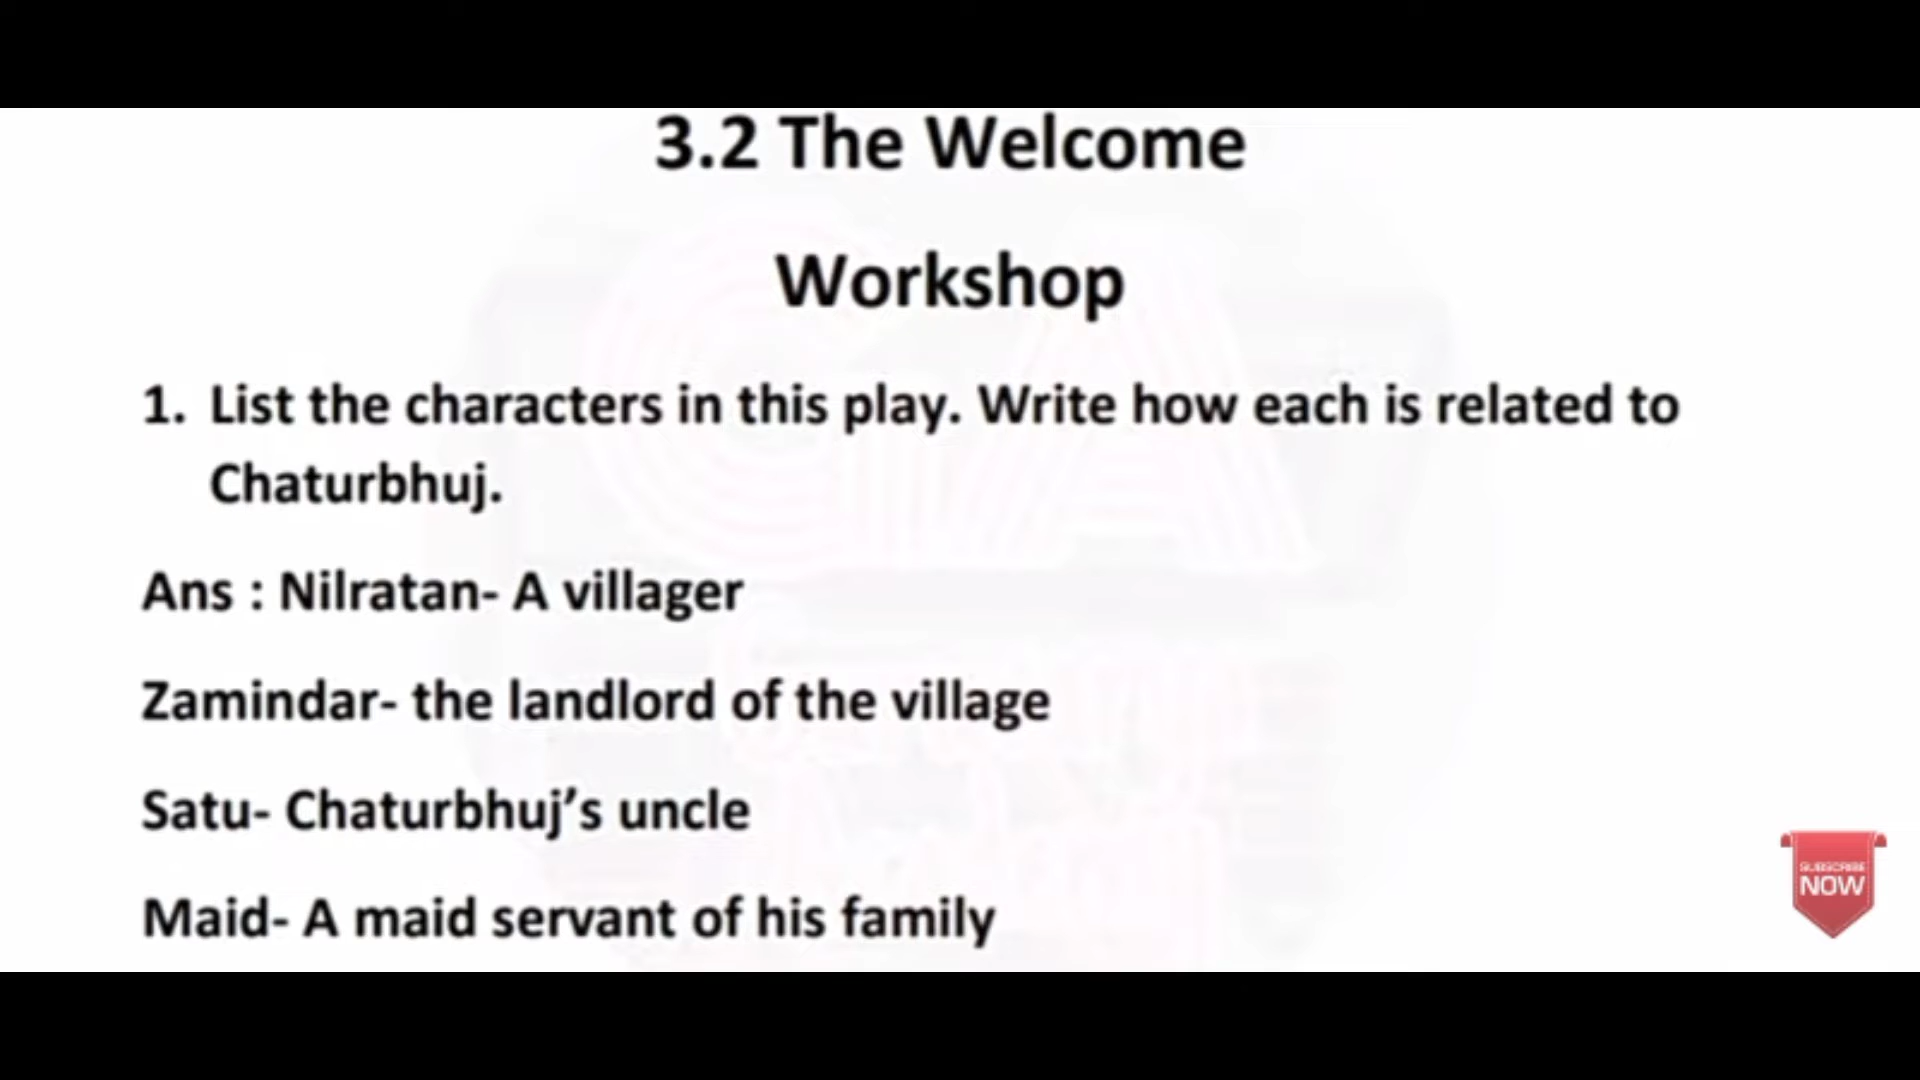 3.2 The Welcome
Workshop
1. List the characters in this play. Write how each is related to
Chaturbhuj.
Ans : Nilratan- A villager
Zamindar- the landlord of the village
Satu- Chaturbhuj’s uncle
Maid- A maid servant of his family
SUBSCRIBE
NOW